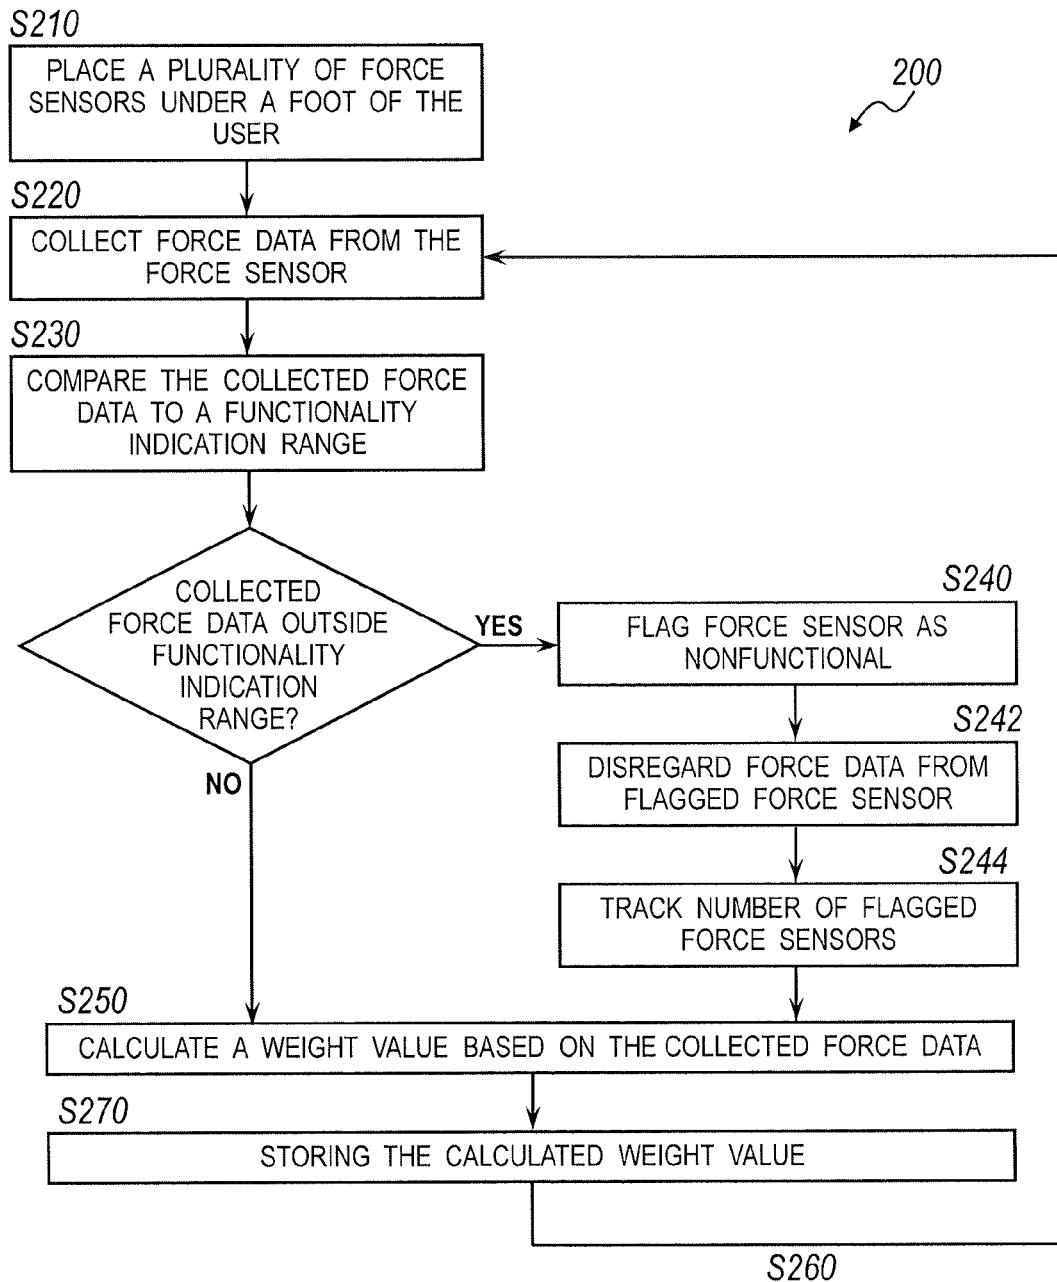 S210
PLACE A PLURALITY OF FORCE
SENSORS UNDER A FOOT OF THE
USER
200
S220
COLLECT FORCE DATA FROM THE
FORCE SENSOR
S230
COMPARE THE COLLECTED FORCE
DATA TO A FUNCTIONALITY
INDICATION RANGE
COLLECTED
FORCE DATA OUTSIDE
FUNCTIONALITY
INDICATION
RANGE?
YES
NO
S240
FLAG FORCE SENSOR AS
NONFUNCTIONAL
S242
DISREGARD FORCE DATA FROM
FLAGGED FORCE SENSOR
S244
TRACK NUMBER OF FLAGGED
FORCE SENSORS
S250
CALCULATE A WEIGHT VALUE BASED ON THE COLLECTED FORCE DATA
S270
STORING THE CALCULATED WEIGHT VALUE
S260